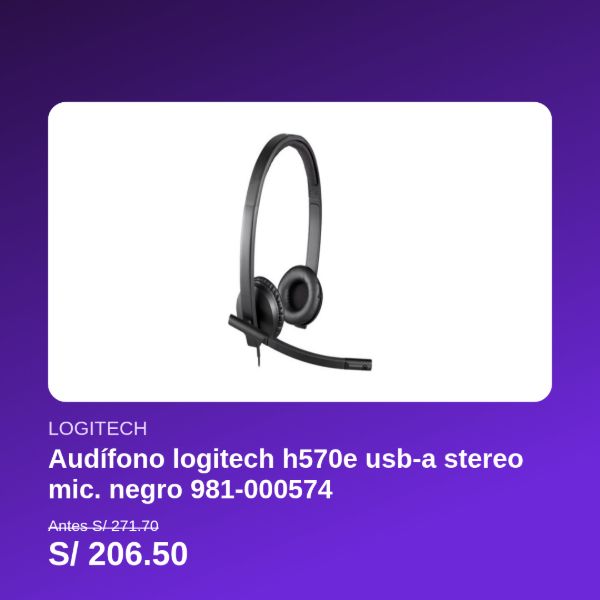 LOGITECH
Audífono logitech h570e usb-a stereo
mic. negro 981-000574
Antes S/ 271.70
S/ 206.50